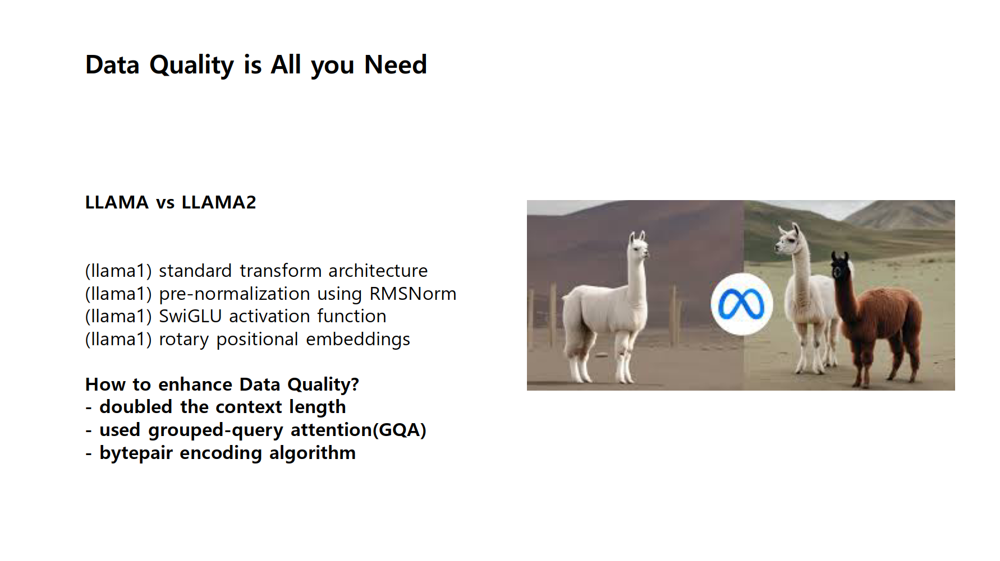 Data Quality is All you Need
LLAMA vs LLAMA2
(llama1) standard transform architecture
(llama1) pre-normalization using RMSNorm
(llama1) SwiGLU activation function
(llama1) rotary positional embeddings
How to enhance Data Quality?
- doubled the context length
- used grouped-query attention(GQA)
- bytepair encoding algorithm